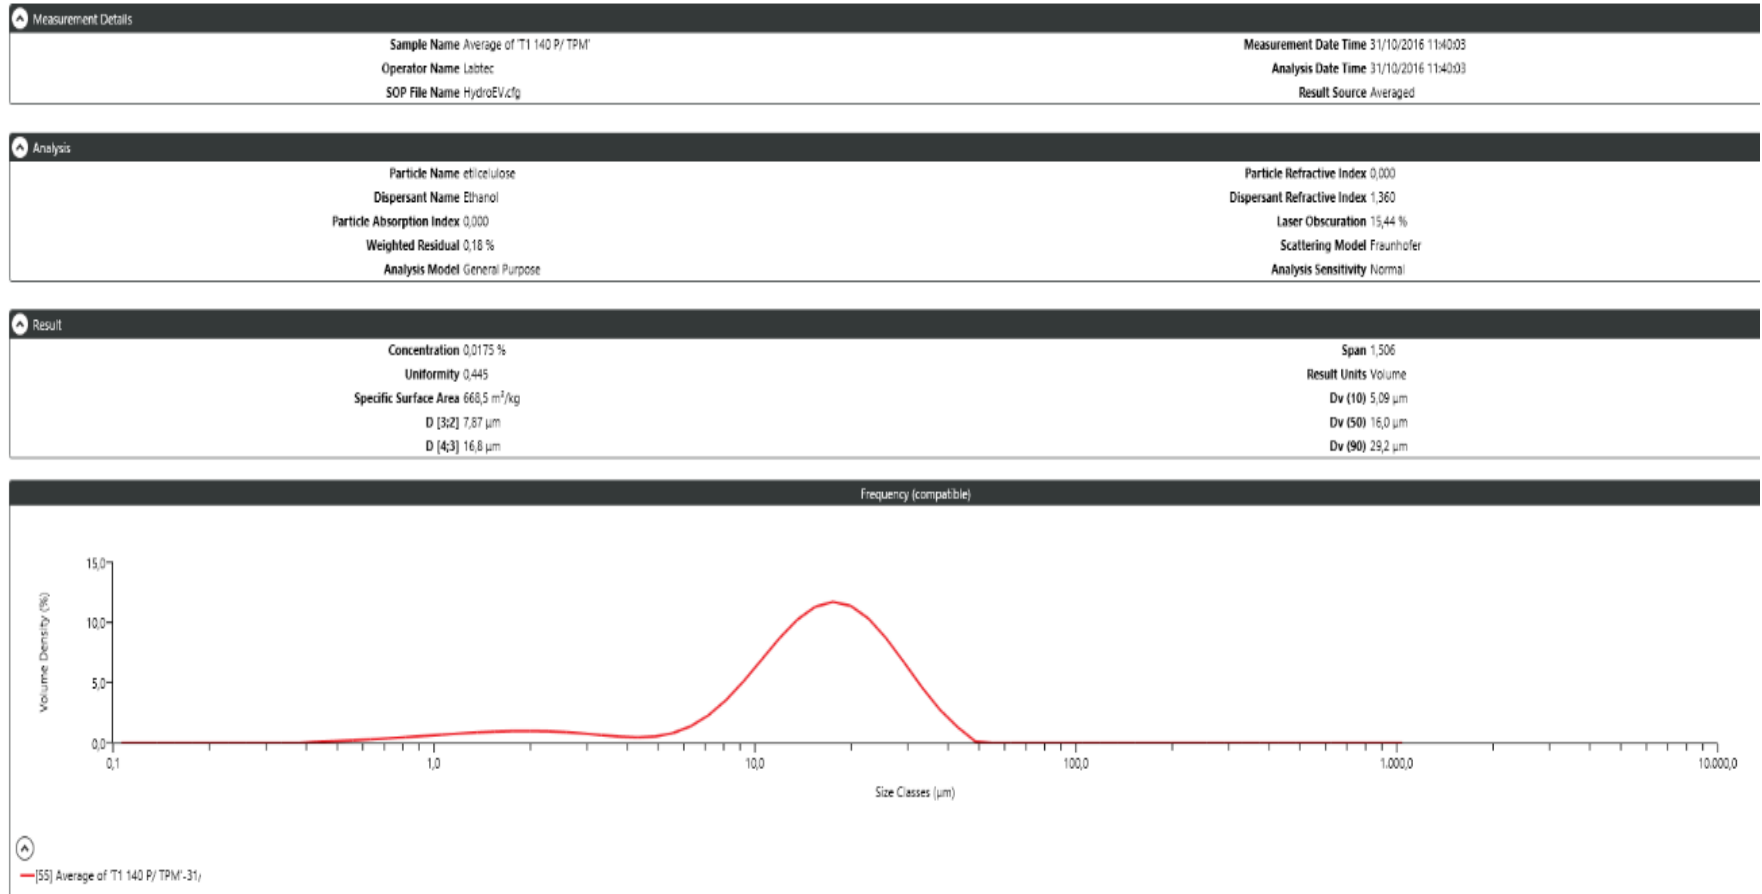 Measurement Details
Sample Name Average of 'T1 140 P/ TPM'
Measurement Date Time 31/10/2016 11:40:03
Operator Name Labtec
Analysis Date Time 31/10/2016 11:40:03
SOP File Name HydroEV.cfg
Result Source Averaged
Analysis
Particle Name etilcelulose
Particle Refractive Index 0,000
Dispersant Name Ethanol
Dispersant Refractive Index 1,360
Particle Absorption Index 0,000
Laser Obscuration 15,44 %
Weighted Residual 0,18 %
Scattering Model Fraunhofer
Analysis Model General Purpose
Analysis Sensitivity Normal
Result
Concentration 0,0175 %
Span 1,506
Uniformity 0,445
Result Units Volume
Specific Surface Area 668,5 m²/kg
Dv (10) 5,09 µm
D [3;2] 7,87 µm
Dv (50) 16,0 µm
D [4;3] 16,8 µm
Dv (90) 29,2 µm
Frequency (compatible)
Volume Density (%)
15,0
10,0
5,0
0,0
0,1 1,0 10,0 100,0 1.000,0 10.000,0
Size Classes (µm)
[55] Average of 'T1 140 P/ TPM'-31/